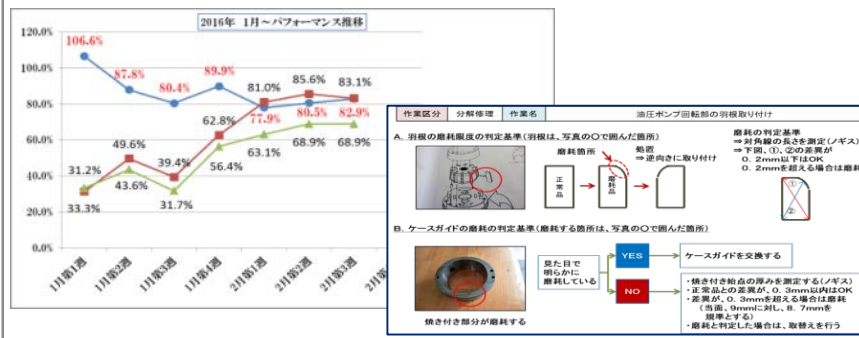 2016年 1月～パフォーマンス推移
120.0%
100.0%
80.0%
60.0%
40.0%
20.0%
0.0%
106.6%
87.8%
80.4%
89.9%
77.9%
80.5%
82.9%
31.2%
49.6%
39.4%
62.8%
81.0%
85.6%
83.1%
33.3%
43.6%
31.7%
56.4%
63.1%
68.9%
68.9%
1月第1週
1月第2週
1月第3週
1月第4週
2月第1週
2月第2週
2月第3週
作業区分 分解修理 作業名 油圧ポンプ回転部の羽根取り付け
A. 羽根の磨耗限度の判定基準(羽根は、写真の〇で囲んだ箇所)
磨耗箇所
処置
⇒逆向きに取り付け
正常品
磨耗品
磨耗の判定基準
⇒対角線の長さを測定(ノギス)
⇒下図、①、②の差異が
0.2mm以下はOK
0.2mmを超える場合は磨耗
①
②
B. ケースガイドの磨耗の判定基準(磨耗する箇所は、写真の〇で囲んだ箇所)
焼き付き部分が磨耗する
見た目で
明らかに
磨耗している
YES
ケースガイドを交換する
NO
・焼き付き始点の厚みを測定する(ノギス)
・正常品との差異が、0.3mm以内はOK
・差異が、0.3mmを超える場合は磨耗
(当面、9mmに対し、8.7mmを
規準とする)
・磨耗と判定した場合は、取替えを行う